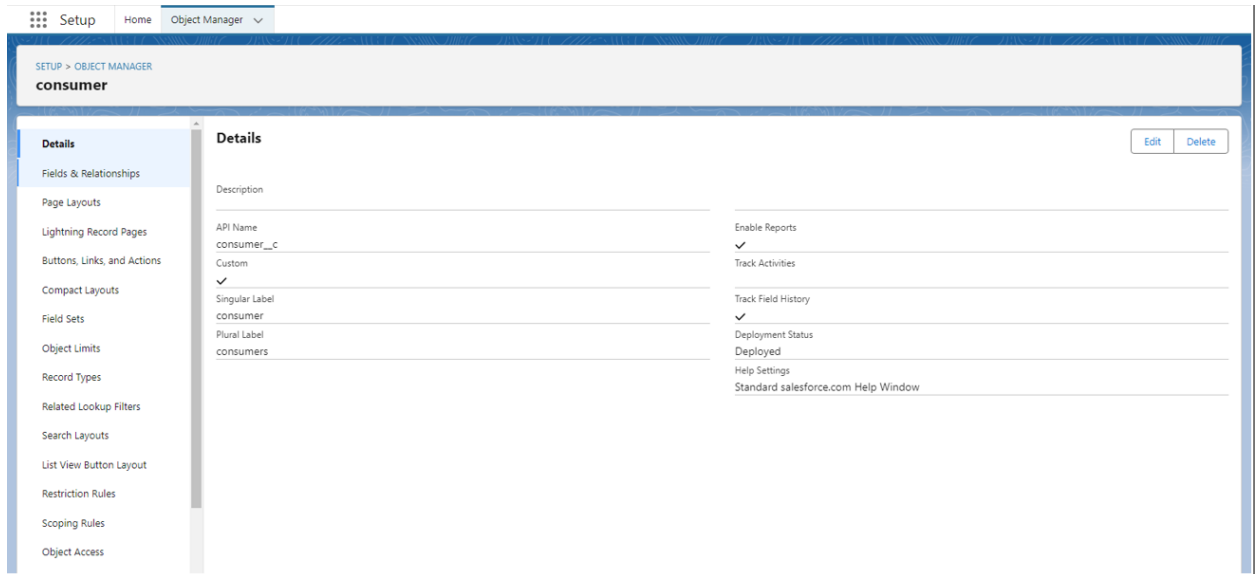 Setup
Home
Object Manager
SETUP > OBJECT MANAGER
consumer
Details
Fields & Relationships
Page Layouts
Lightning Record Pages
Buttons, Links, and Actions
Compact Layouts
Field Sets
Object Limits
Record Types
Related Lookup Filters
Search Layouts
List View Button Layout
Restriction Rules
Scoping Rules
Object Access
Details
Edit
Delete
Description
API Name
consumer__c
Custom
Singular Label
consumer
Plural Label
consumers
Enable Reports
Track Activities
Track Field History
Deployment Status
Deployed
Help Settings
Standard salesforce.com Help Window